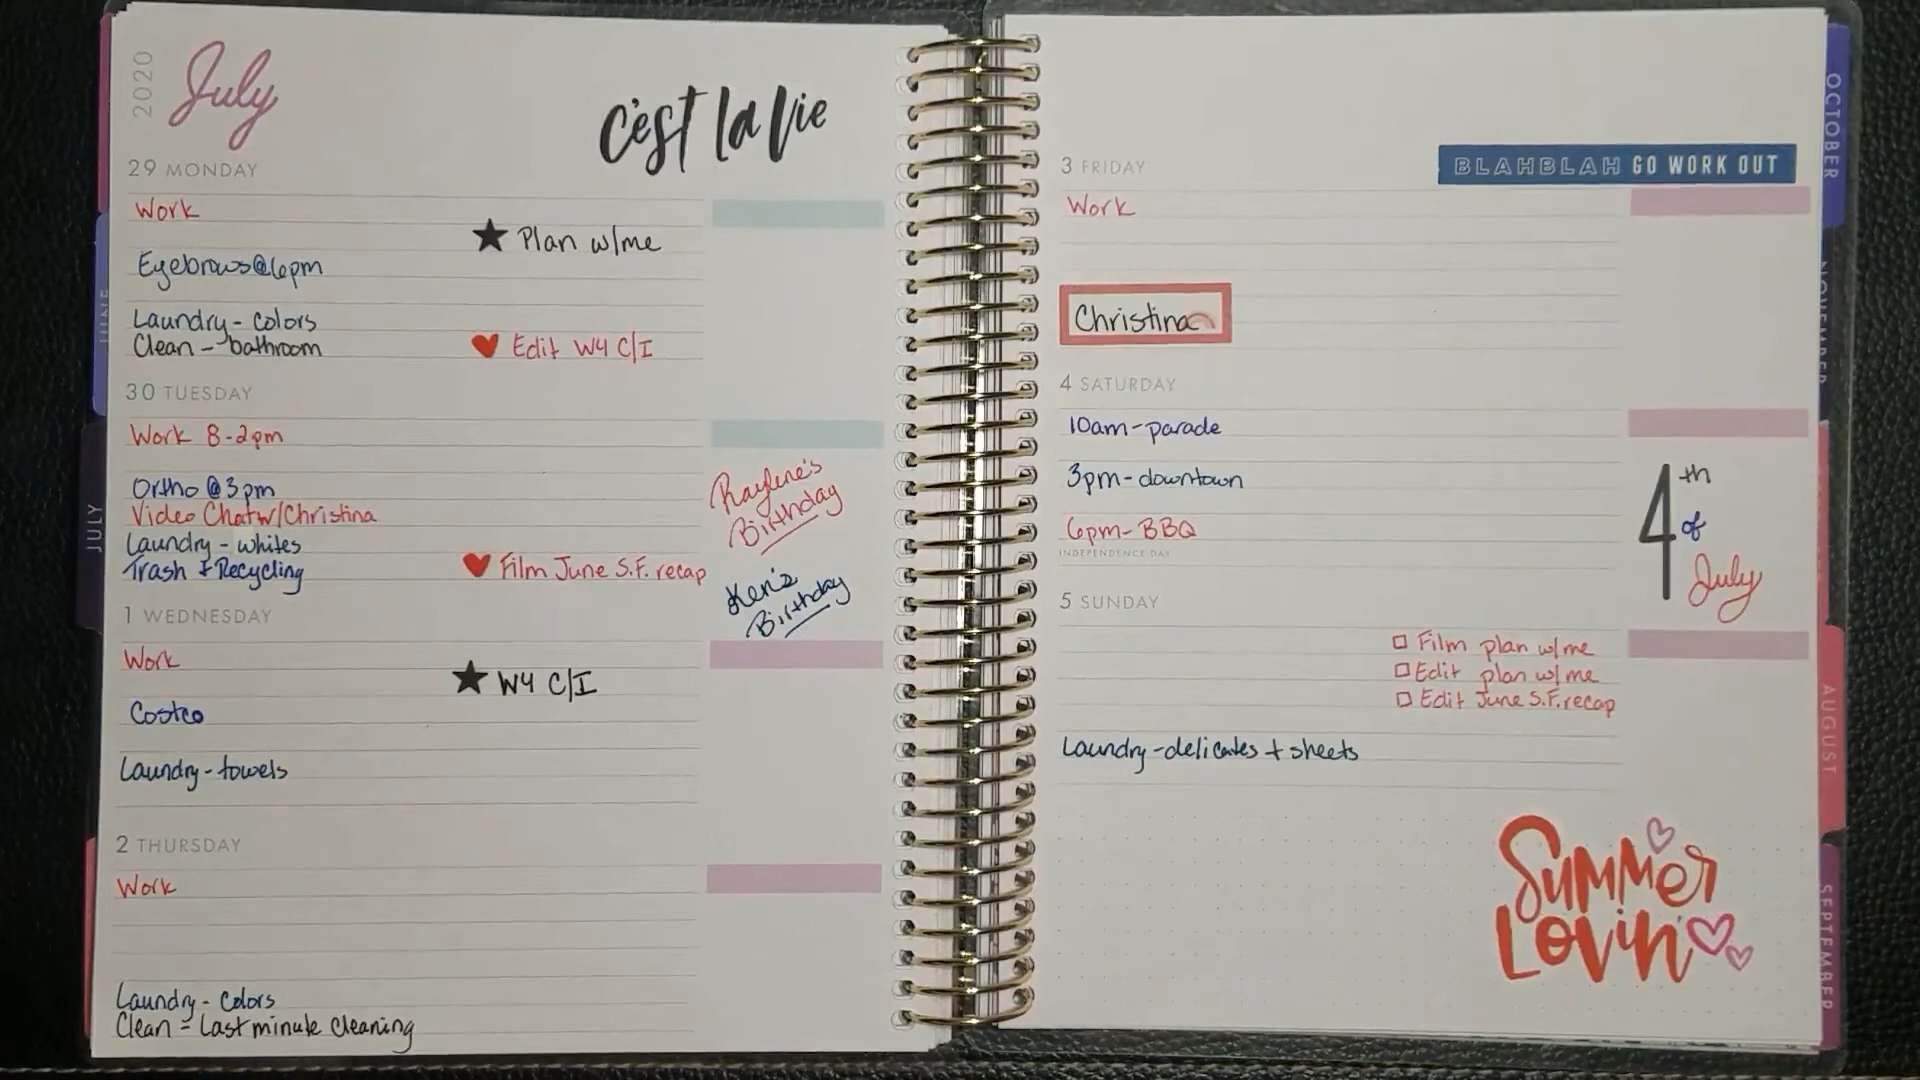 2020
July
c'est la vie
29 MONDAY
Work
★ Plan w/me
Eyebrows@6pm
Laundry - colors
Clean - bathroom
♥ Edit W4 C/I
30 TUESDAY
Work 8-2pm
Ortho @ 3pm
Video Chat w/Christina
Laundry - whites
Trash + Recycling
♥ Film June S.F. recap
Raylene's
Birthday
Ken's
Birthday
1 WEDNESDAY
Work
★ W4 C/I
Costco
Laundry - towels
2 THURSDAY
Work
Laundry - colors
Clean - Last minute cleaning
JUNE
JULY
3 FRIDAY
BLAHBLAH GO WORK OUT
Work
Christina
4 SATURDAY
10am - parade
3pm - downtown
6pm - BBQ
INDEPENDENCE DAY
4th
of
July
5 SUNDAY
□ Film plan w/me
□ Edit plan w/me
□ Edit June S.F. recap
Laundry - delicates + sheets
Summer
Lovin'
OCTOBER
NOVEMBER
AUGUST
SEPTEMBER